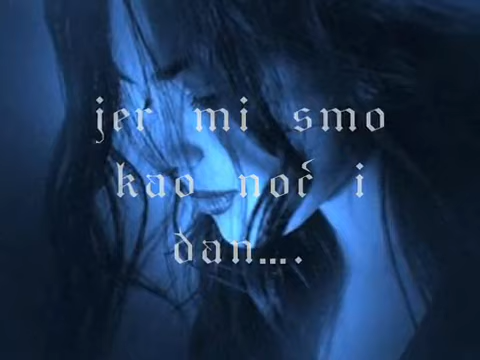 jer mi smo
kao noć i
dan....